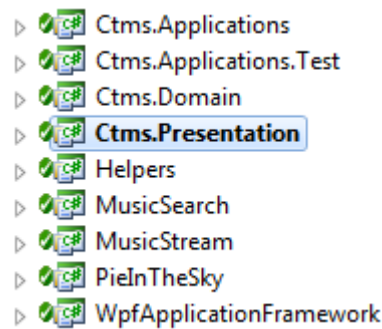 C# Ctms.Applications
C# Ctms.Applications.Test
C# Ctms.Domain
C# Ctms.Presentation
C# Helpers
C# MusicSearch
C# MusicStream
C# PieInTheSky
C# WpfApplicationFramework